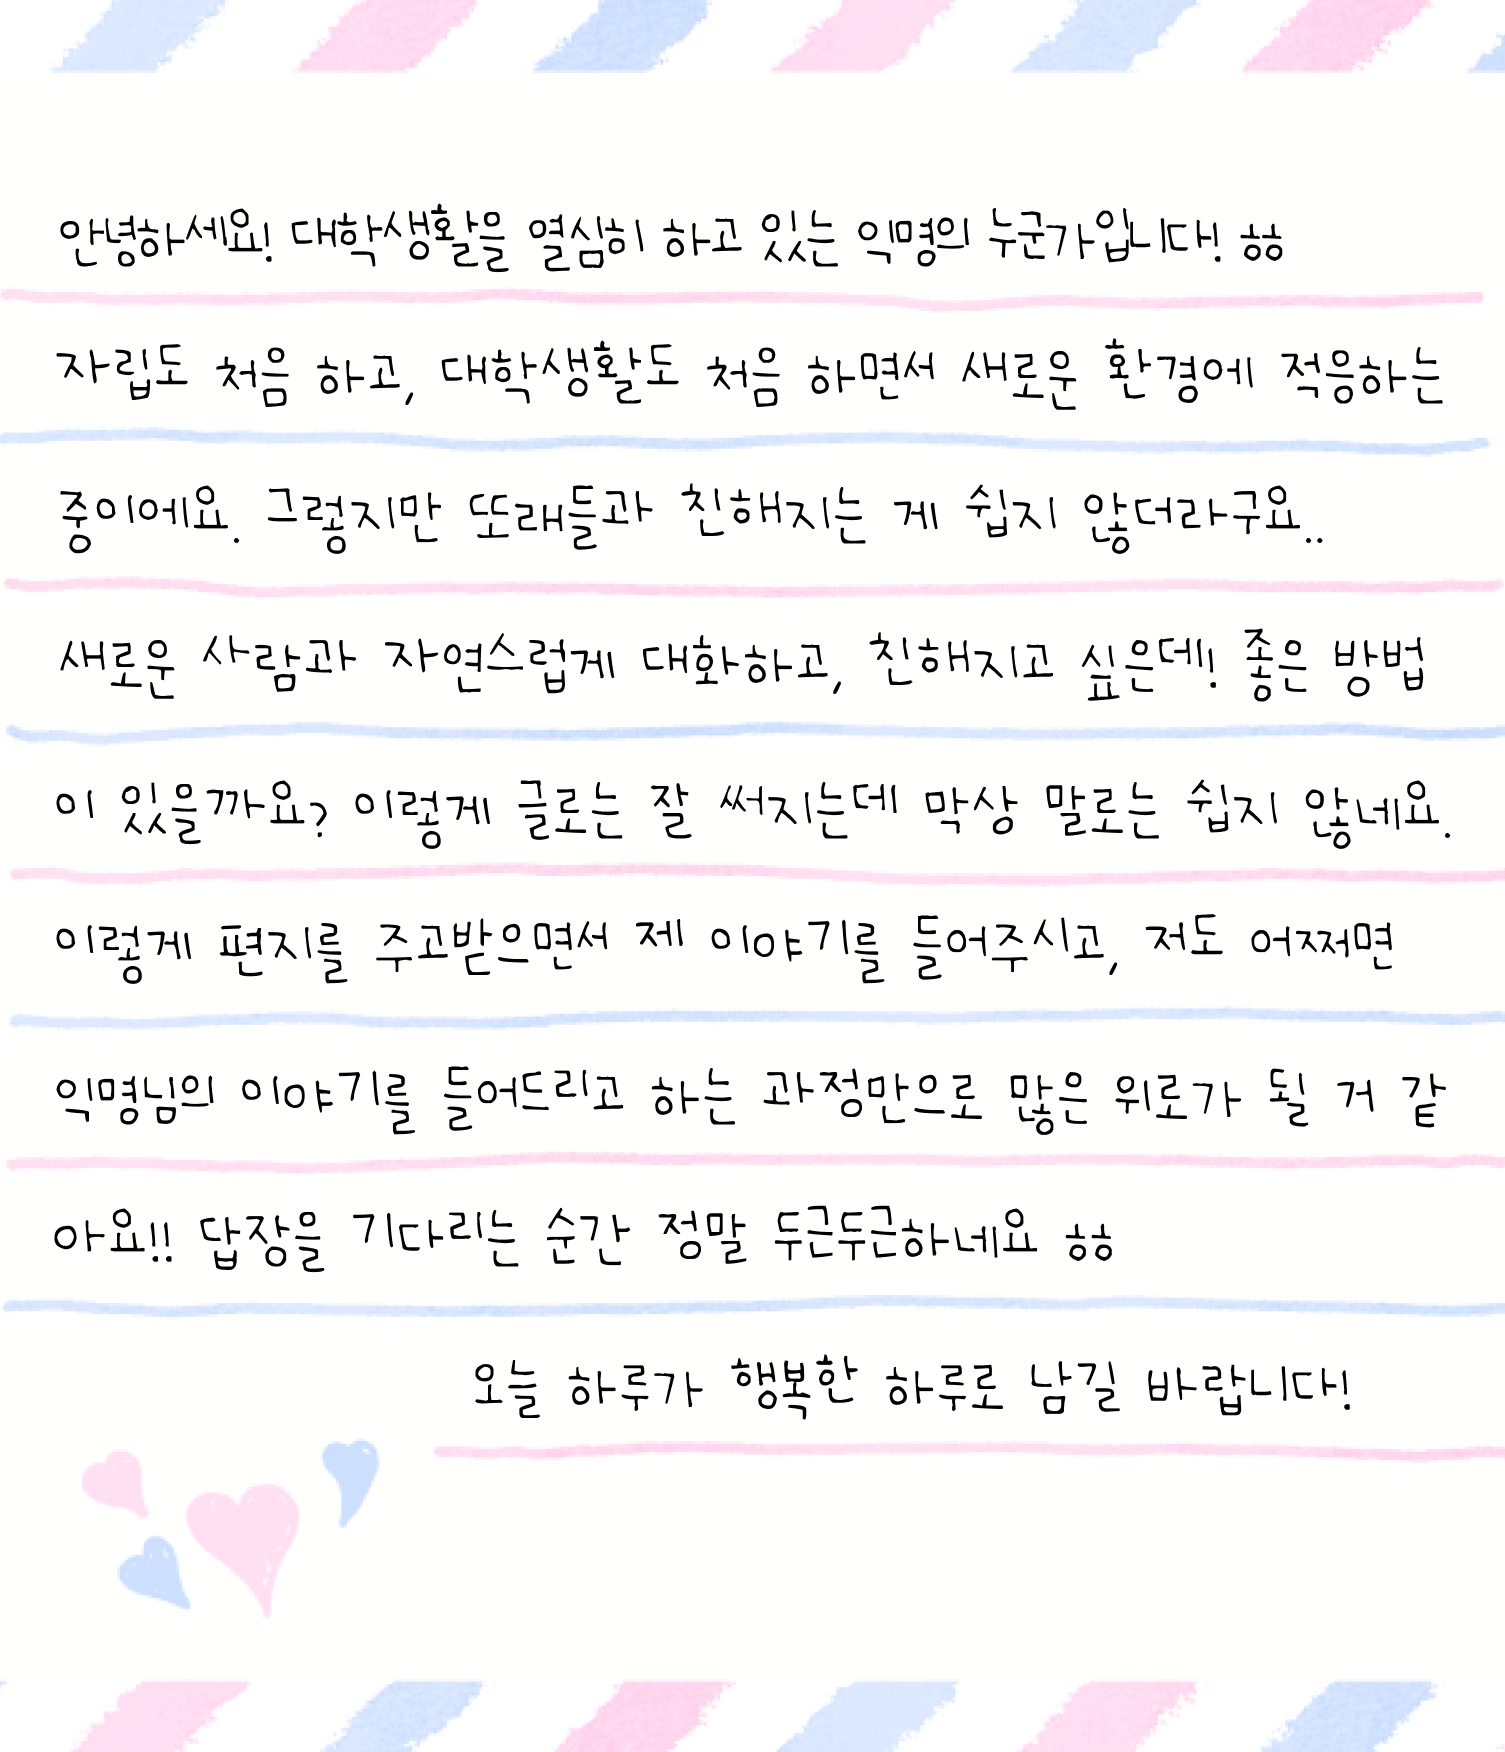 안녕하세요! 대학생활을 열심히 하고 있는 익명의 누군가입니다! ㅎㅎ
자립도 처음 하고, 대학생활도 처음 하면서 새로운 환경에 적응하는
중이에요. 그렇지만 또래들과 친해지는 게 쉽지 않더라구요..
새로운 사람과 자연스럽게 대화하고, 친해지고 싶은데! 좋은 방법
이 있을까요? 이렇게 글로는 잘 써지는데 막상 말로는 쉽지 않네요.
이렇게 편지를 주고받으면서 제 이야기를 들어주시고, 저도 어쩌면
익명님의 이야기를 들어드리고 하는 과정만으로 많은 위로가 될 거 같
아요!! 답장을 기다리는 순간 정말 두근두근하네요 ㅎㅎ
오늘 하루가 행복한 하루로 남길 바랍니다!